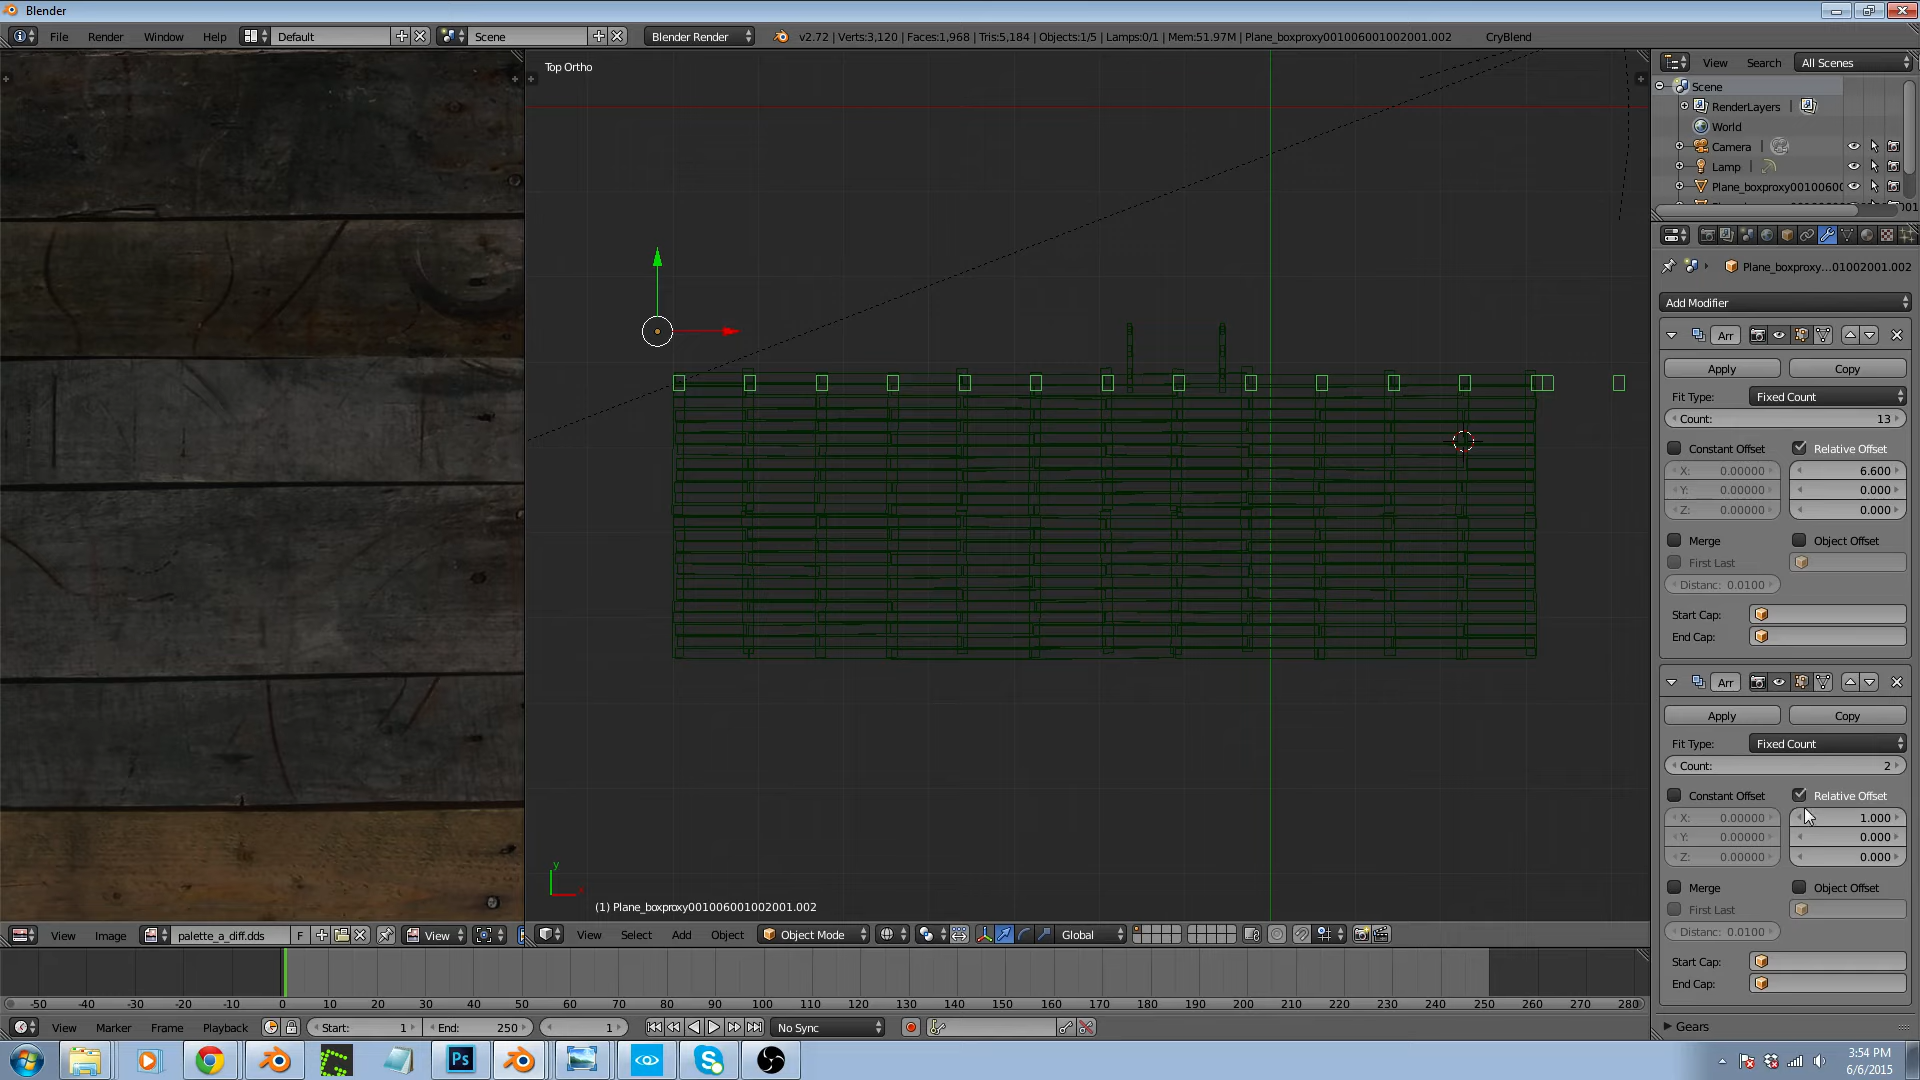 Blender
File Render Window Help Default Scene Blender Render v2.72 | Verts:3,120 | Faces:1,968 | Tris:5,184 | Objects:1/5 | Lamps:0/1 | Mem:51.97M | Plane_boxproxy001006001002001.002 CryBlend
View Search All Scenes
Top Ortho
Scene
RenderLayers |
World
Camera |
Lamp |
Plane_boxproxy00100600
Plane_boxproxy...01002001.002
Add Modifier
Arr
Apply Copy
Fit Type: Fixed Count
Count: 13
Constant Offset Relative Offset
X: 0.00000 6.600
Y: 0.00000 0.000
Z: 0.00000 0.000
Merge Object Offset
First Last
Distanc: 0.0100
Start Cap:
End Cap:
Arr
Apply Copy
Fit Type: Fixed Count
Count: 2
Constant Offset Relative Offset
X: 0.00000 1.000
Y: 0.00000 0.000
Z: 0.00000 0.000
Merge Object Offset
First Last
Distanc: 0.0100
Start Cap:
End Cap:
Gears
y
(1) Plane_boxproxy001006001002001.002
View Image palette_a_diff.dds F View View Select Add Object Object Mode Global
-50 -40 -30 -20 -10 0 10 20 30 40 50 60 70 80 90 100 110 120 130 140 150 160 170 180 190 200 210 220 230 240 250 260 270 280
View Marker Frame Playback Start: 1 End: 250 1 No Sync
Ps
3:54 PM
6/6/2015